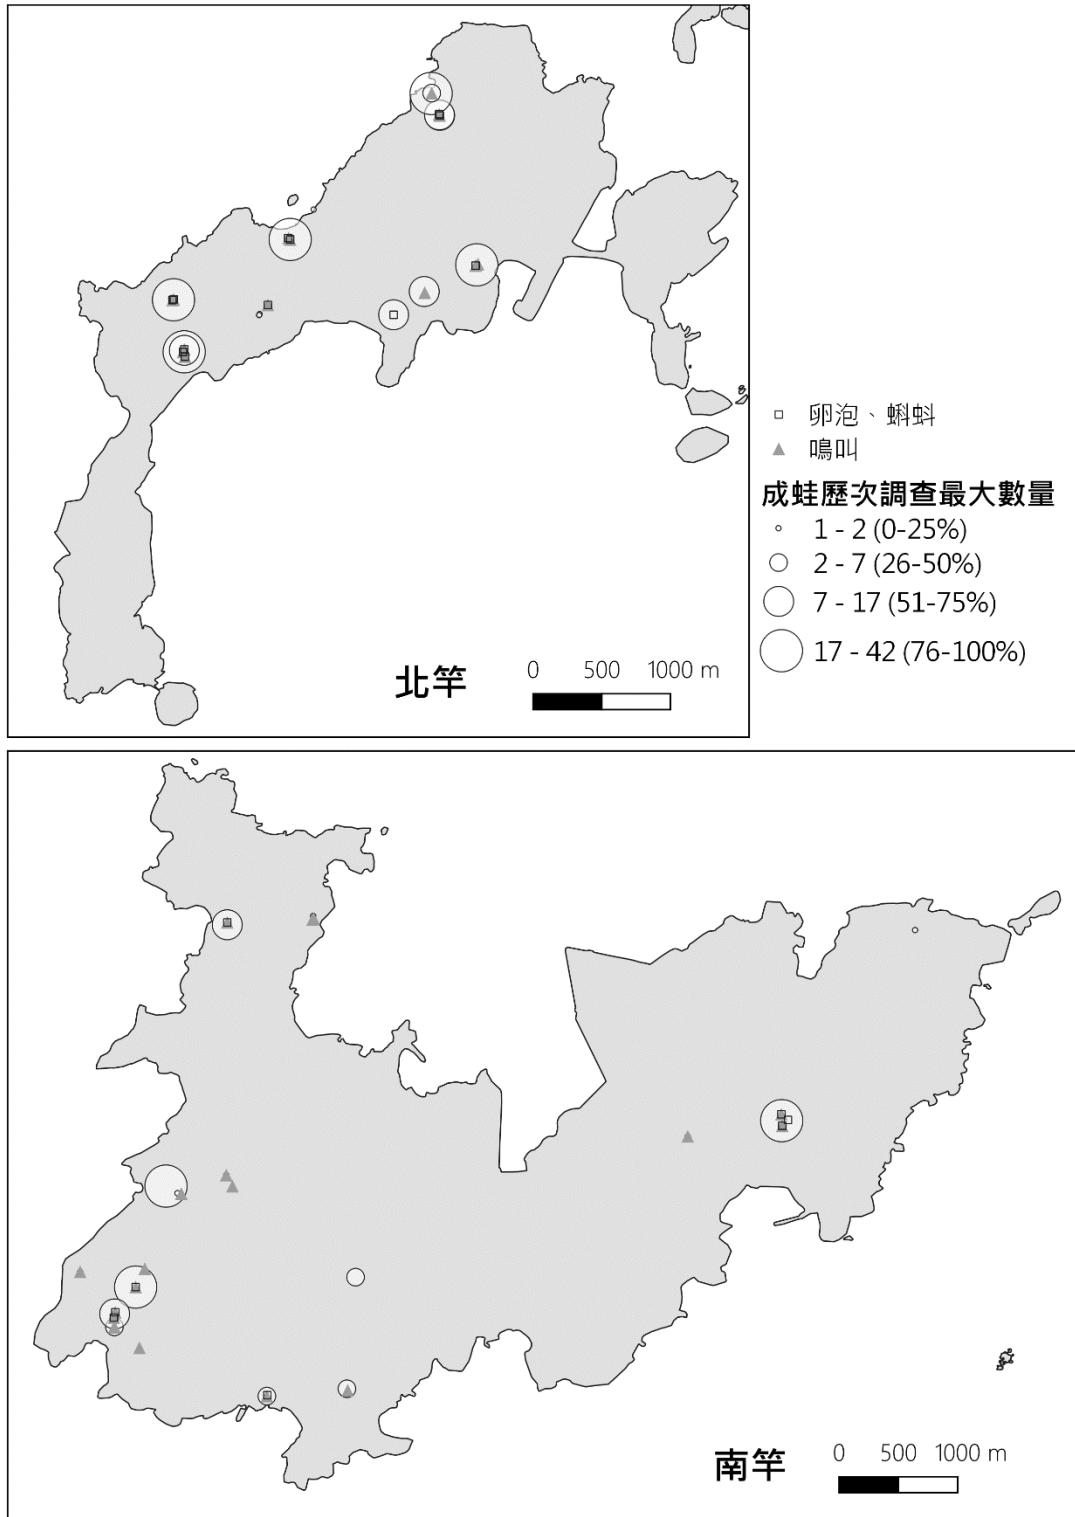 卵泡、蝌蚪
鳴叫
成蛙歷次調查最大數量
1 - 2 (0-25%)
2 - 7 (26-50%)
7 - 17 (51-75%)
17 - 42 (76-100%)
北竿
0 500 1000 m
南竿
0 500 1000 m